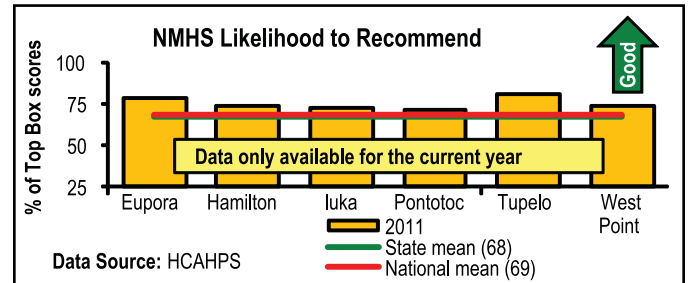 NMHS Likelihood to Recommend
Good
% of Top Box scores
100
75
50
25
Data only available for the current year
Eupora Hamilton Iuka Pontotoc Tupelo West Point
2011
State mean (68)
National mean (69)
Data Source: HCAHPS